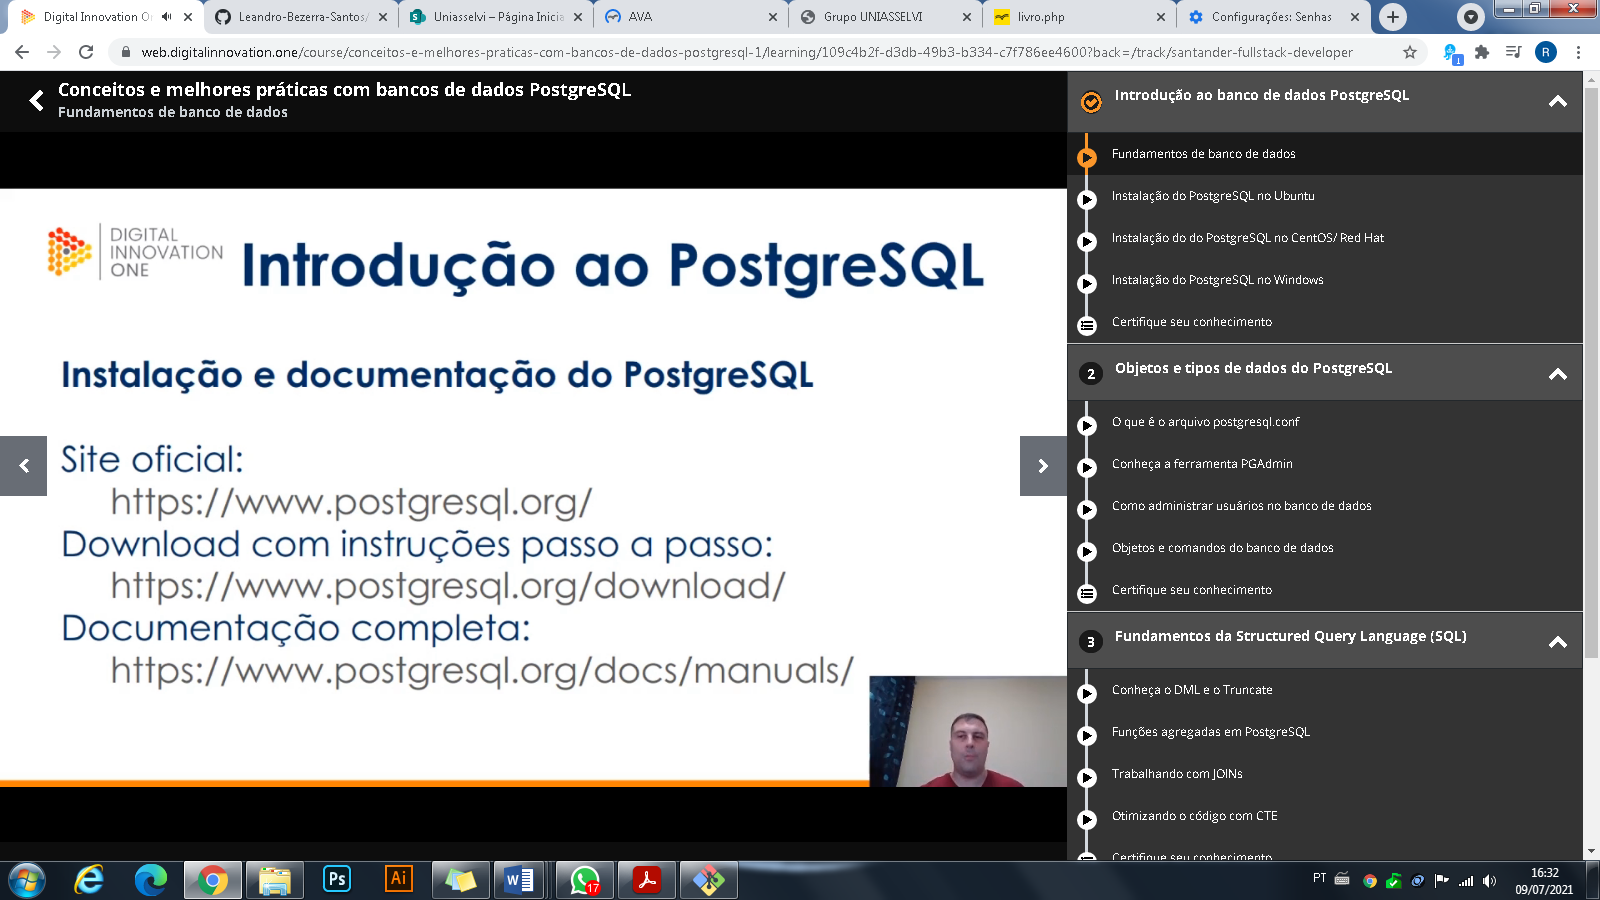 Digital Innovation O
Leandro-Bezerra-Santos/
Uniasselvi – Página Inicia
AVA
Grupo UNIASSELVI
livro.php
Configurações: Senhas
web.digitalinnovation.one/course/conceitos-e-melhores-praticas-com-bancos-de-dados-postgresql-1/learning/109c4b2f-d3db-49b3-b334-c7f786ee4600?back=/track/santander-fullstack-developer
1
R
Conceitos e melhores práticas com bancos de dados PostgreSQL
Fundamentos de banco de dados
DIGITAL
INNOVATION
ONE
Introdução ao PostgreSQL
Instalação e documentação do PostgreSQL
Site oficial:
https://www.postgresql.org/
Download com instruções passo a passo:
https://www.postgresql.org/download/
Documentação completa:
https://www.postgresql.org/docs/manuals/
Introdução ao banco de dados PostgreSQL
Fundamentos de banco de dados
Instalação do PostgreSQL no Ubuntu
Instalação do do PostgreSQL no CentOS/ Red Hat
Instalação do PostgreSQL no Windows
Certifique seu conhecimento
2 Objetos e tipos de dados do PostgreSQL
O que é o arquivo postgresql.conf
Conheça a ferramenta PGAdmin
Como administrar usuários no banco de dados
Objetos e comandos do banco de dados
Certifique seu conhecimento
3 Fundamentos da Structured Query Language (SQL)
Conheça o DML e o Truncate
Funções agregadas em PostgreSQL
Trabalhando com JOINs
Otimizando o código com CTE
Certifique seu conhecimento
Ps
Ai
W
17
PT
16:32
09/07/2021